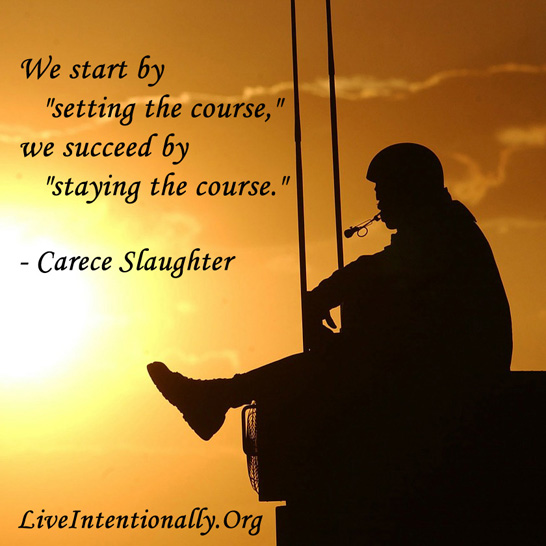 We start by
"setting the course,"
we succeed by
"staying the course."
- Carece Slaughter
LiveIntentionally.Org